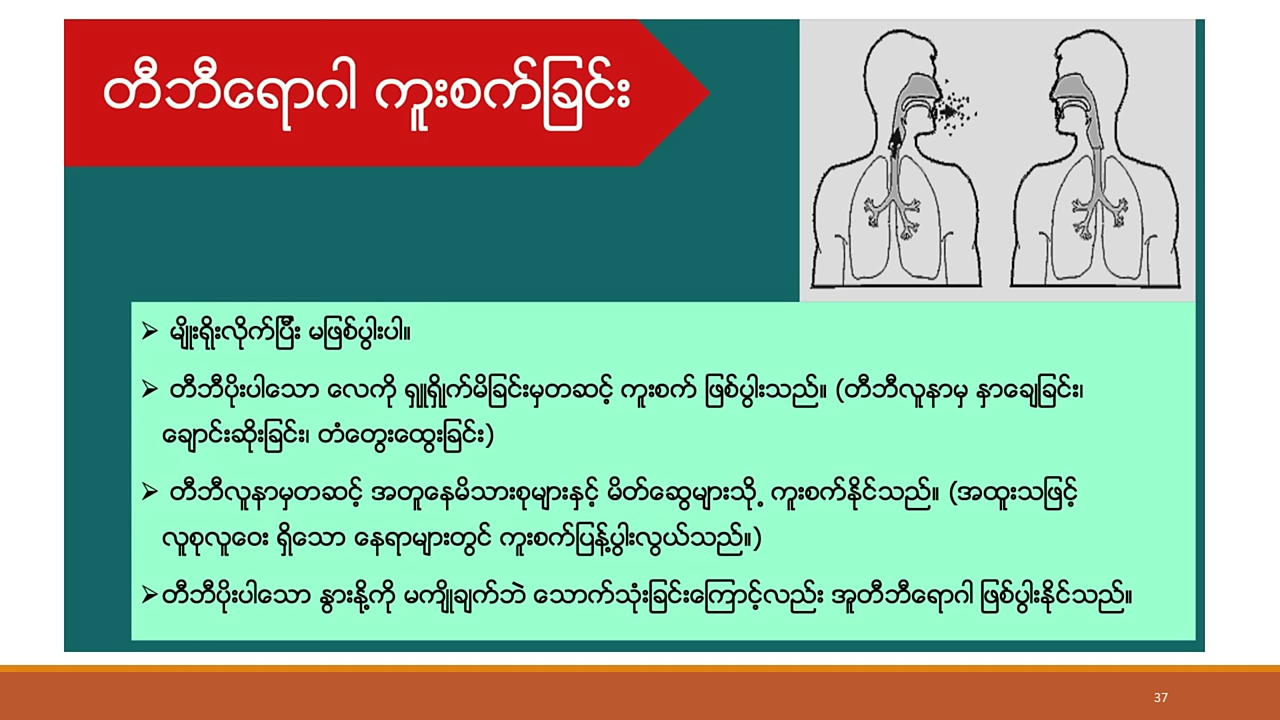 တီဘီရောဂါ ကူးစက်ခြင်း
➢ မျိုးရိုးလိုက်ပြီး မဖြစ်ပွါးပါ။
➢ တီဘီပိုးပါသော လေကို ရှူရှိုက်မိခြင်းမှတဆင့် ကူးစက် ဖြစ်ပွါးသည်။ (တီဘီလူနာမှ နှာချေခြင်း၊
ချောင်းဆိုးခြင်း၊ တံတွေးထွေးခြင်း)
➢ တီဘီလူနာမှတဆင့် အတူနေမိသားစုများနှင့် မိတ်ဆွေများသို့ ကူးစက်နိုင်သည်။ (အထူးသဖြင့်
လူစုလူဝေး ရှိသော နေရာများတွင် ကူးစက်ပြန့်ပွါးလွယ်သည်။)
➢ တီဘီပိုးပါသော နွားနို့ကို မကျိုချက်ဘဲ သောက်သုံးခြင်းကြောင့်လည်း အူတီဘီရောဂါ ဖြစ်ပွါးနိုင်သည်။
37